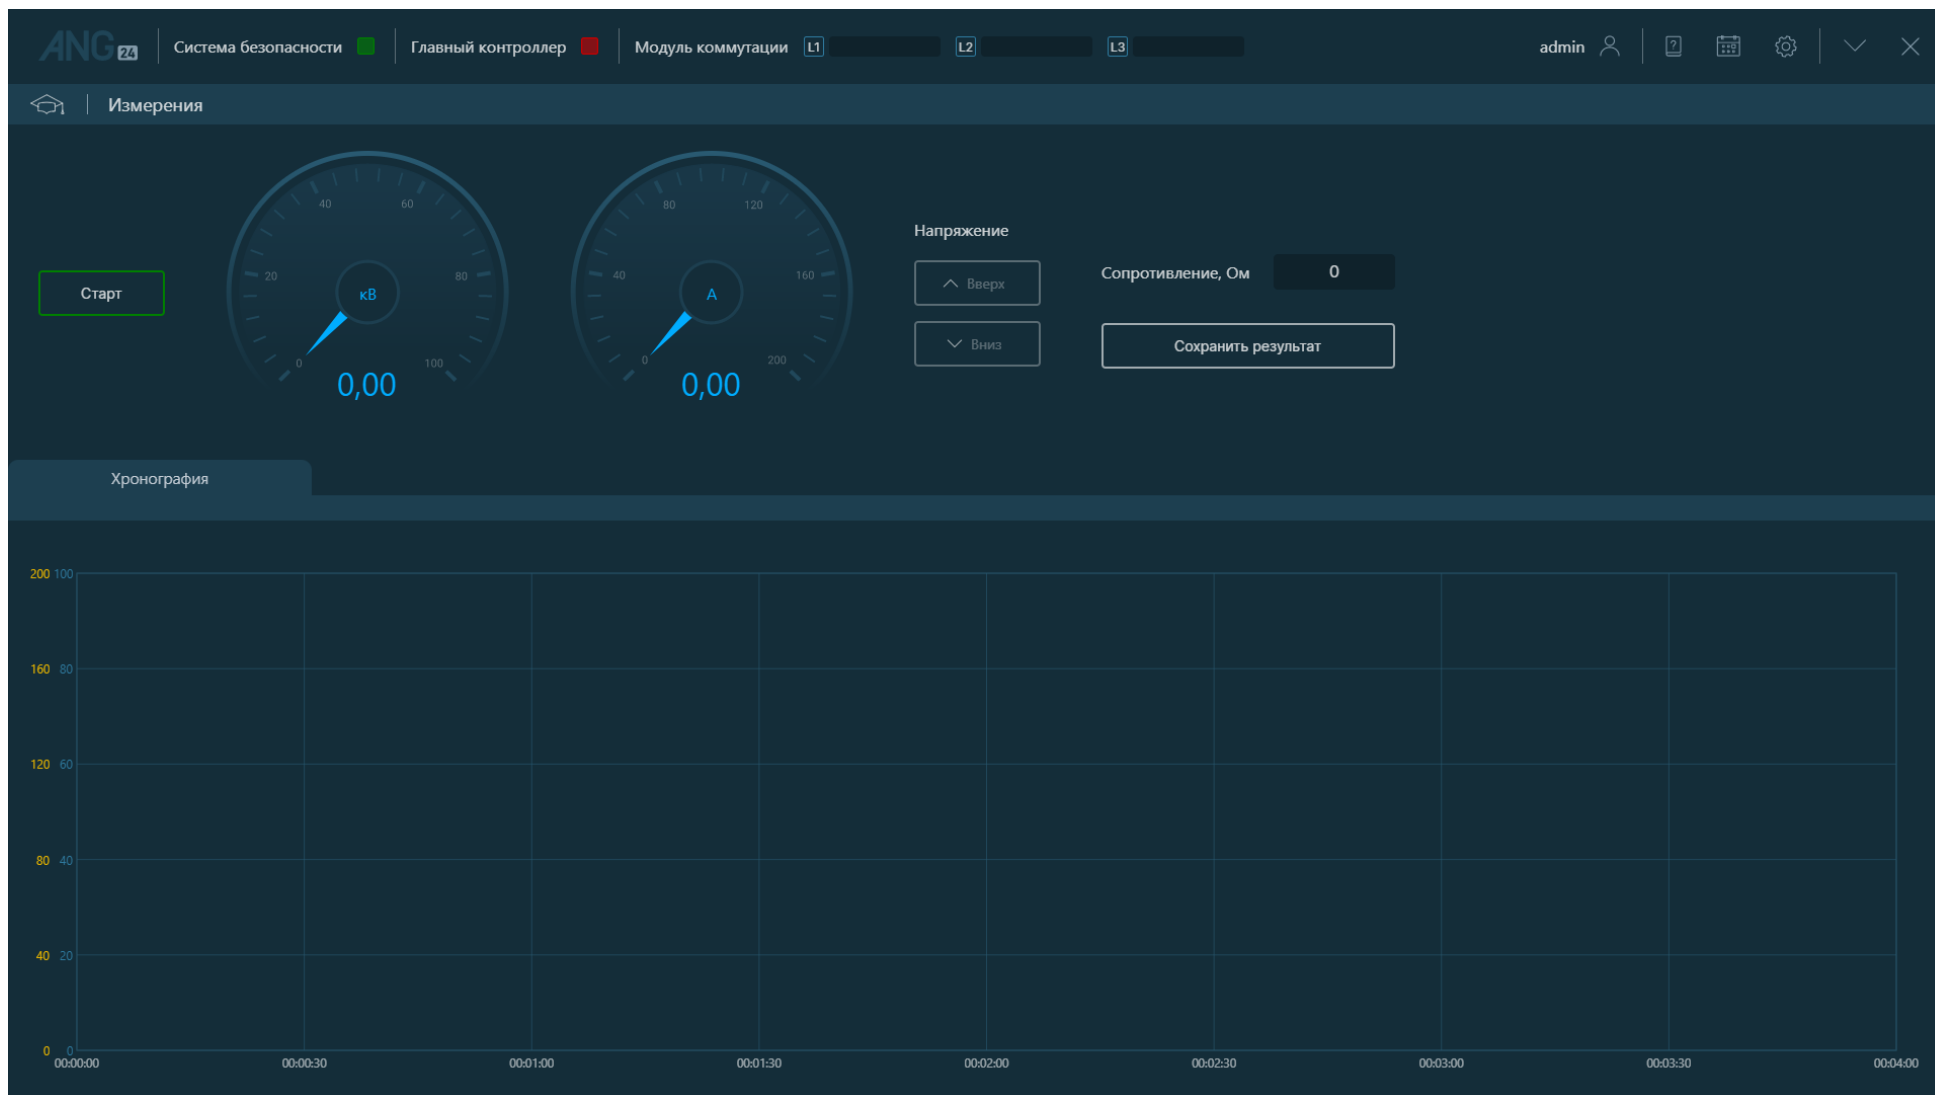 ANG 24 Система безопасности Главный контроллер Модуль коммутации L1 L2 L3 admin ?
Измерения
40 60
20 80
кВ
0 100
0,00
80 120
40 160
А
0 200
0,00
Старт
Напряжение
Вверх
Вниз
Сопротивление, Ом 0
Сохранить результат
Хронография
200 100
160 80
120 60
80 40
40 20
0 0
00:00:00 00:00:30 00:01:00 00:01:30 00:02:00 00:02:30 00:03:00 00:03:30 00:04:00